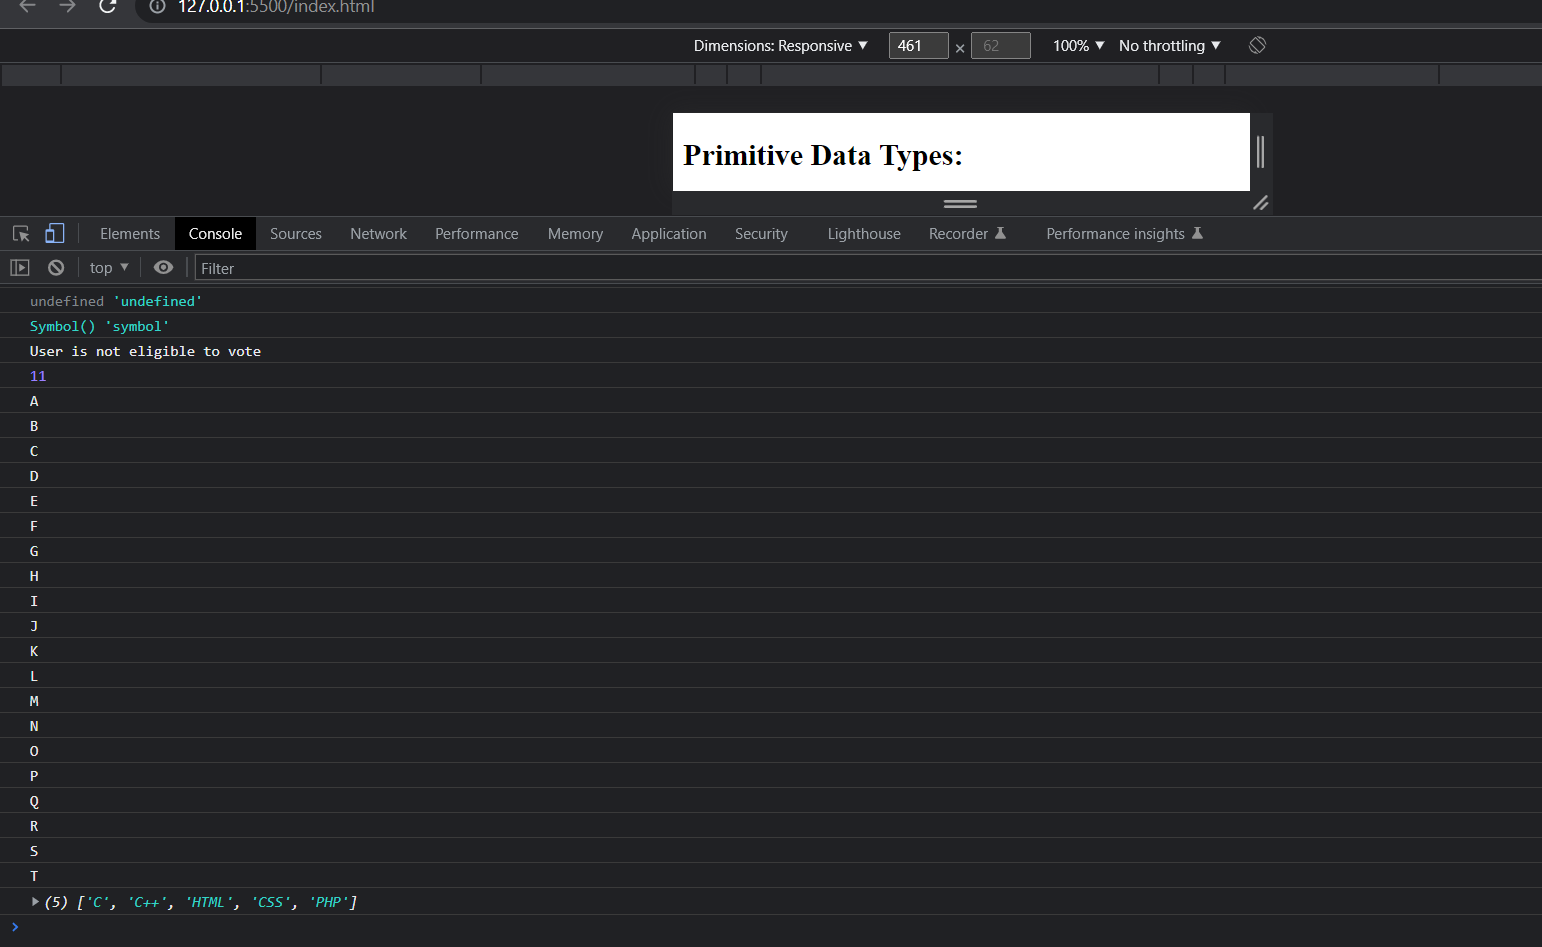 127.0.0.1:5500/index.html
Dimensions: Responsive ▼ 461 × 62 100% ▼ No throttling ▼
Primitive Data Types:
Elements Console Sources Network Performance Memory Application Security Lighthouse Recorder Performance insights
top ▼ Filter
undefined 'undefined'
Symbol() 'symbol'
User is not eligible to vote
11
A
B
C
D
E
F
G
H
I
J
K
L
M
N
O
P
Q
R
S
T
▶ (5) ['C', 'C++', 'HTML', 'CSS', 'PHP']
>